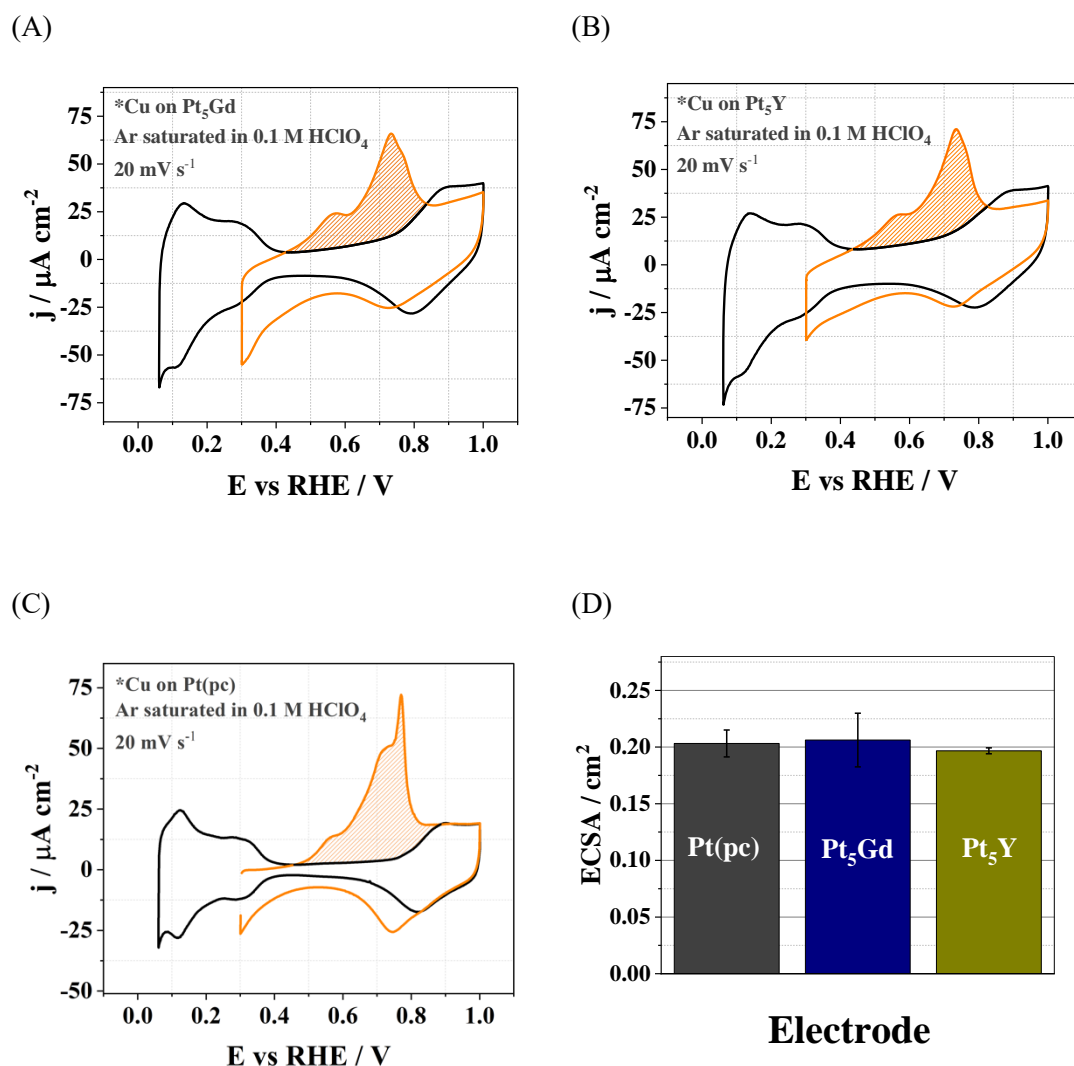 (A)
(B)
*Cu on Pt₅Gd
Ar saturated in 0.1 M HClO₄
20 mV s⁻¹
75
50
25
0
-25
-50
-75
0.0 0.2 0.4 0.6 0.8 1.0
j / μA cm⁻²
E vs RHE / V
*Cu on Pt₅Y
Ar saturated in 0.1 M HClO₄
20 mV s⁻¹
75
50
25
0
-25
-50
-75
0.0 0.2 0.4 0.6 0.8 1.0
j / μA cm⁻²
E vs RHE / V
(C)
(D)
*Cu on Pt(pc)
Ar saturated in 0.1 M HClO₄
20 mV s⁻¹
75
50
25
0
-25
-50
0.0 0.2 0.4 0.6 0.8 1.0
j / μA cm⁻²
E vs RHE / V
0.25
0.20
0.15
0.10
0.05
0.00
ECSA / cm²
Pt(pc) Pt₅Gd Pt₅Y
Electrode